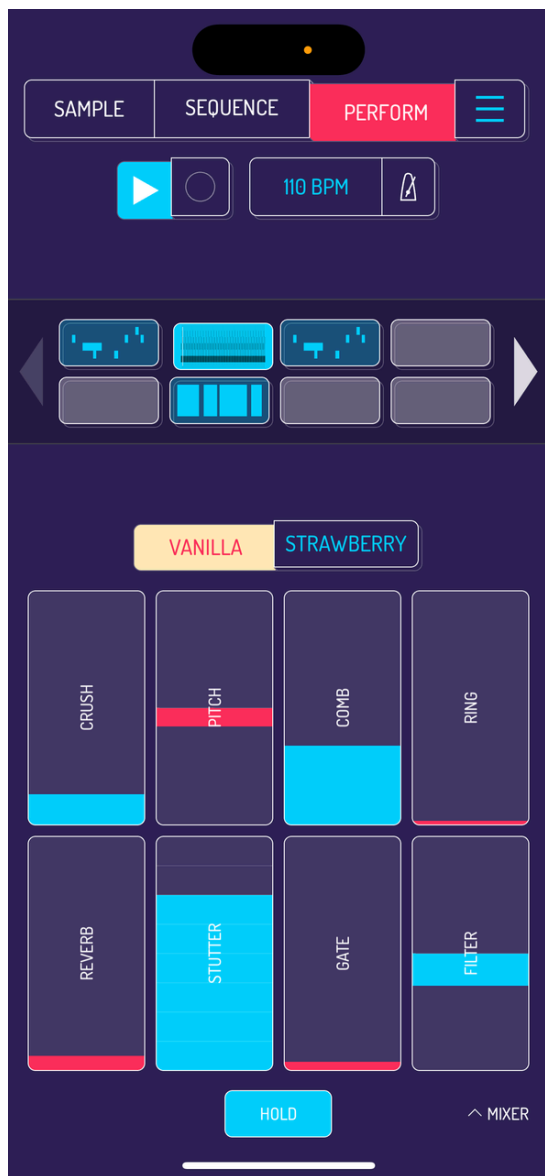 SAMPLE SEQUENCE PERFORM
110 BPM
VANILLA STRAWBERRY
CRUSH PITCH COMB RING
REVERB STUTTER GATE FILTER
HOLD MIXER